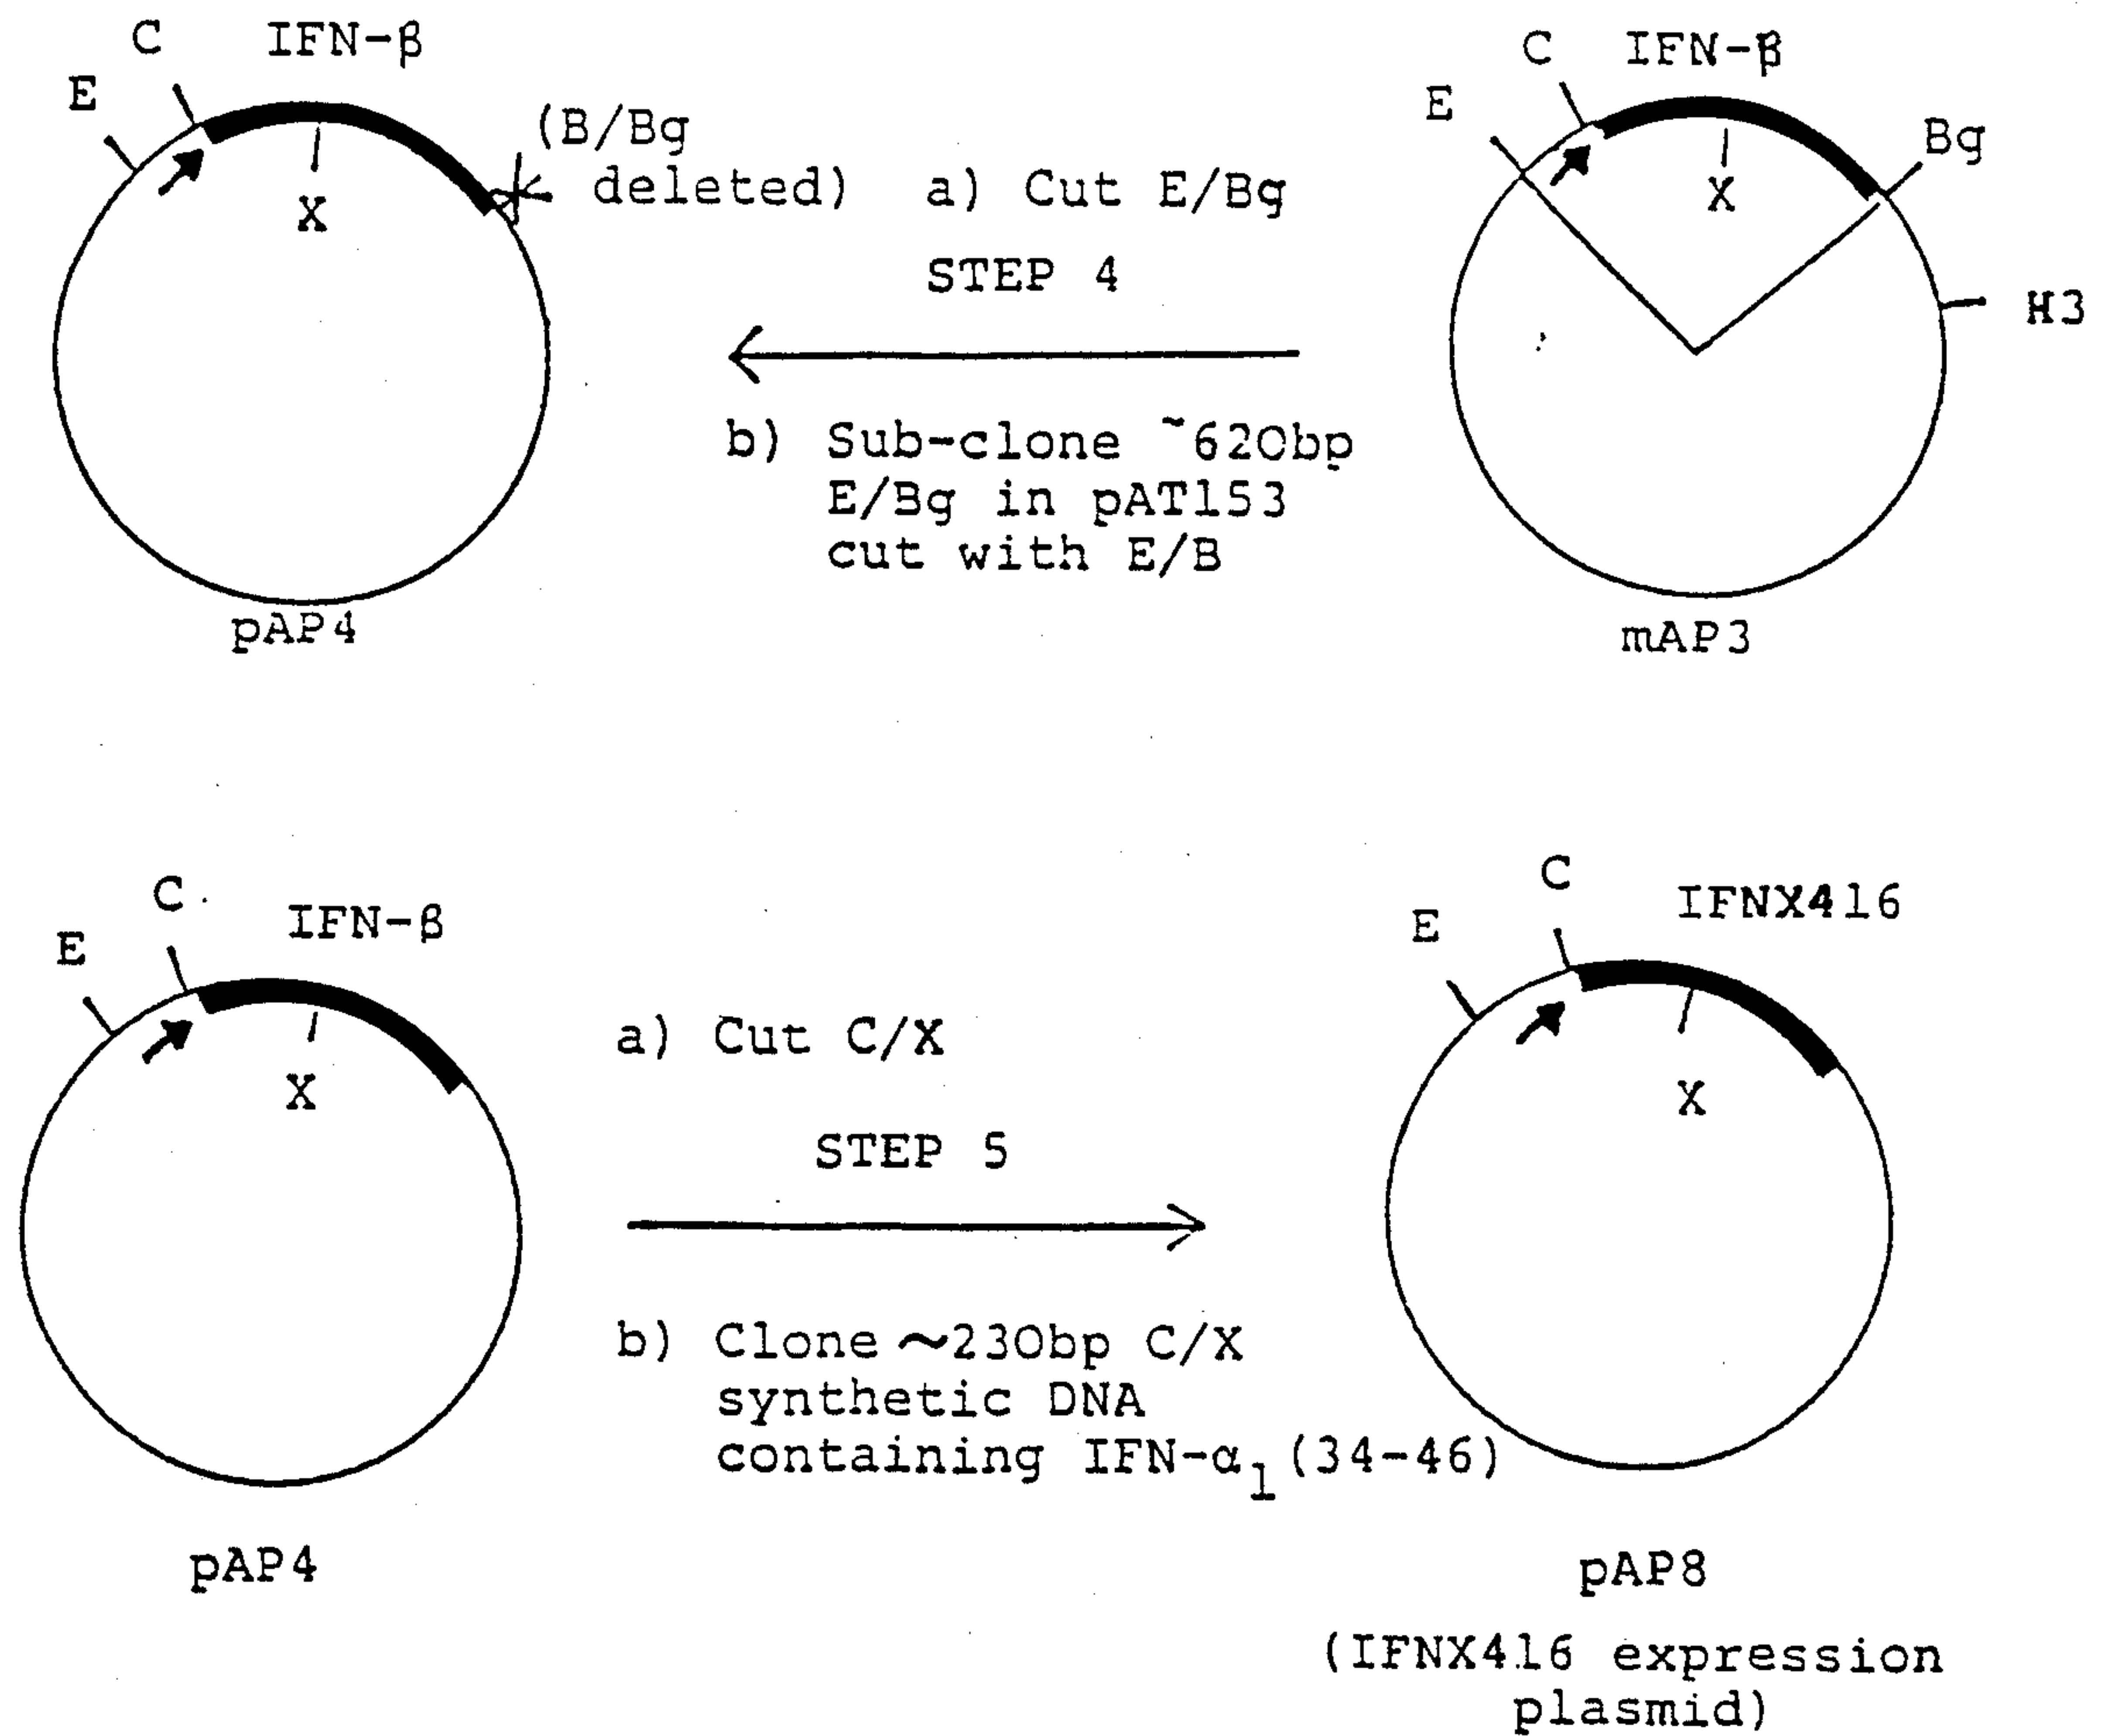 C IFN-β
E
(B/Bg
deleted)
X
pAP4
a) Cut E/Bg
STEP 4
b) Sub-clone ~620bp
E/Bg in pAT153
cut with E/B
C IFN-β
E
Bg
X
H3
mAP3
C
IFN-β
E
X
pAP4
a) Cut C/X
STEP 5
b) Clone ~230bp C/X
synthetic DNA
containing IFN-α1(34-46)
C
IFNX416
E
X
pAP8
(IFNX416 expression
plasmid)